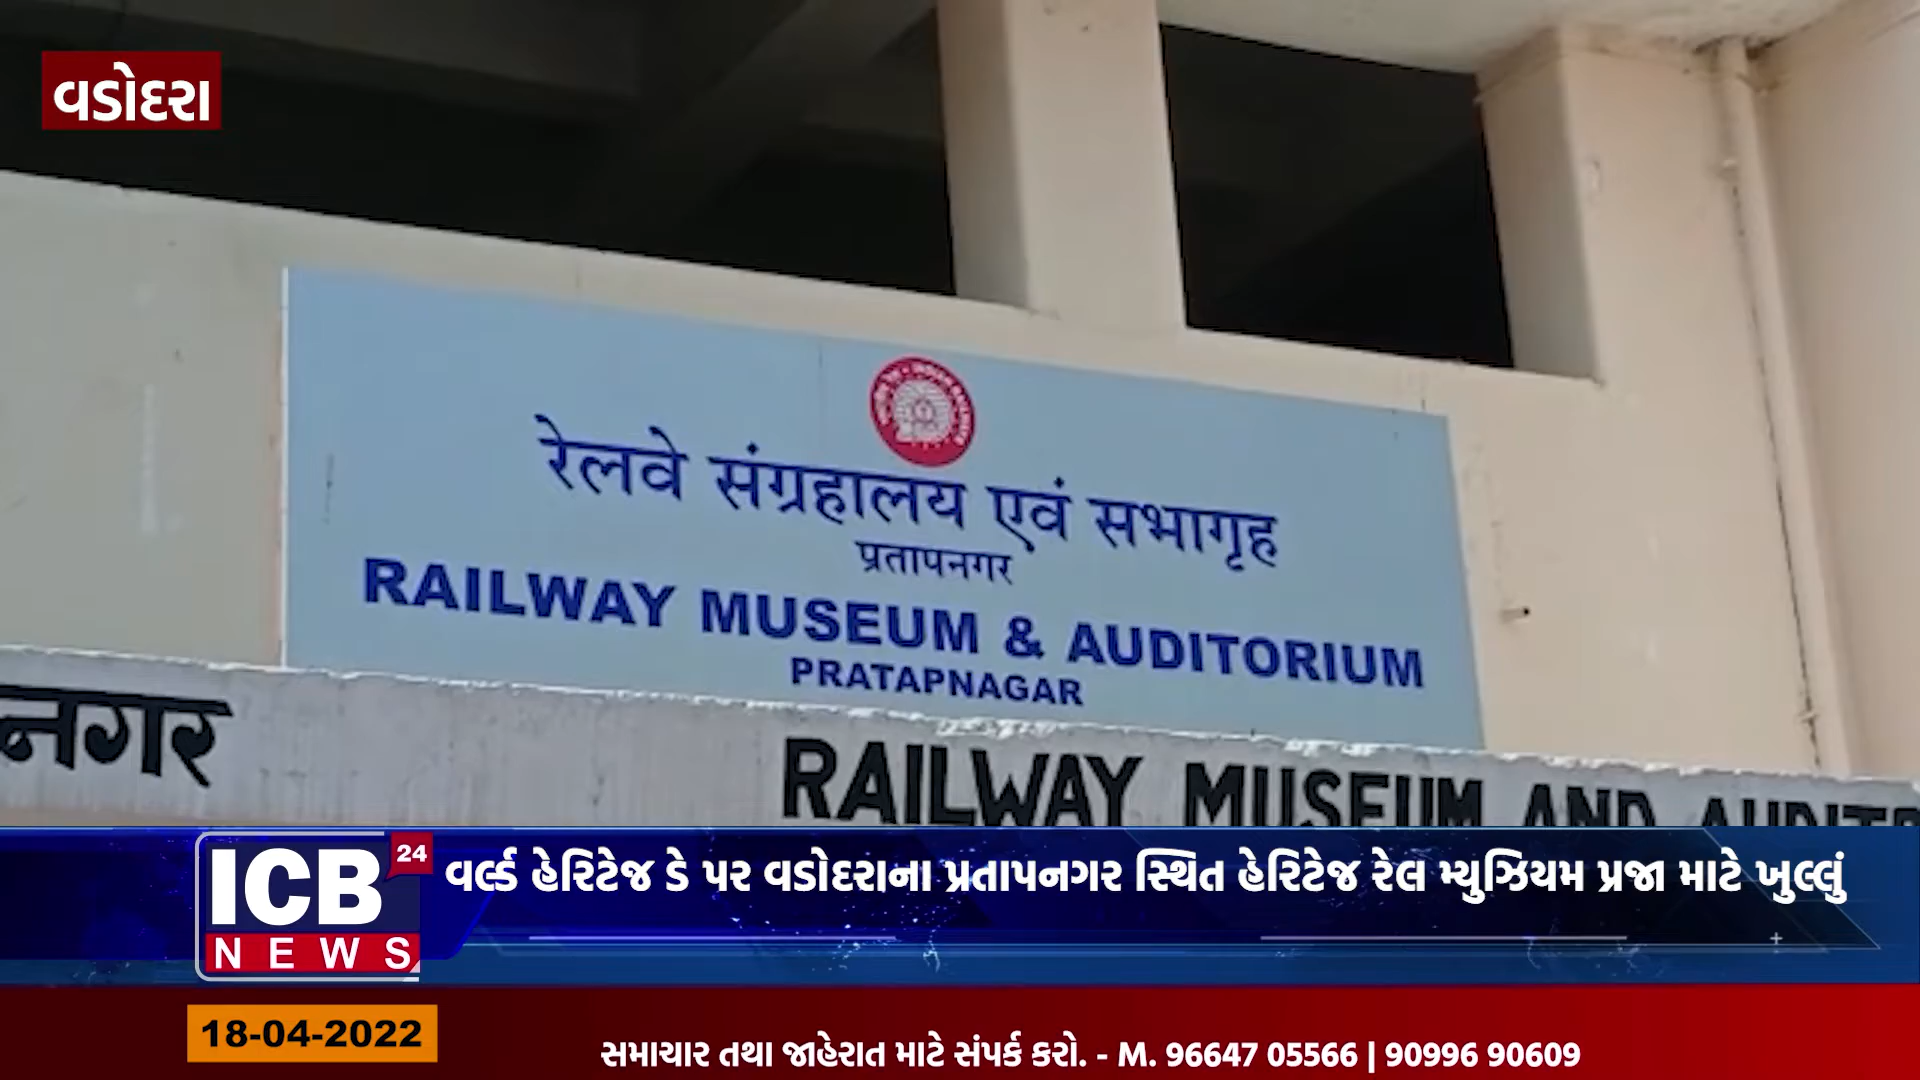 વડોદરા
रेलवे संग्रहालय एवं सभागृह
प्रतापनगर
RAILWAY MUSEUM & AUDITORIUM
PRATAPNAGAR
नगर
RAILWAY MUSEUM AND AUDITO
ICB 24
NEWS
વર્લ્ડ હેરિટેજ ડે પર વડોદરાના પ્રતાપનગર સ્થિત હેરિટેજ રેલ મ્યુઝિયમ પ્રજા માટે ખુલ્લું
18-04-2022
સમાચાર તથા જાહેરાત માટે સંપર્ક કરો. - M. 96647 05566 | 90996 90609